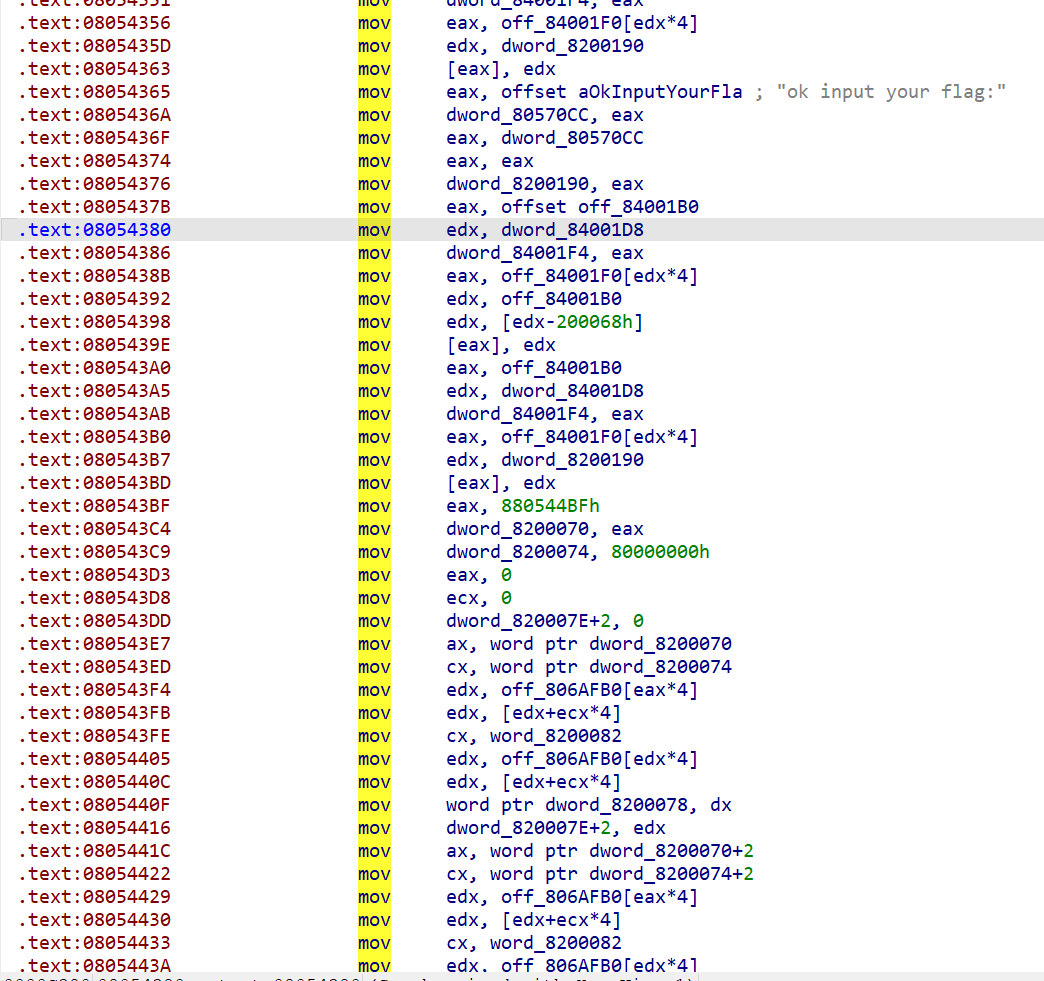 .text:08054351 mov dword_84001F4, eax
.text:08054356 mov eax, off_84001F0[edx*4]
.text:0805435D mov edx, dword_8200190
.text:08054363 mov [eax], edx
.text:08054365 mov eax, offset aOkInputYourFla ; "ok input your flag:"
.text:0805436A mov dword_80570CC, eax
.text:0805436F mov eax, dword_80570CC
.text:08054374 mov eax, eax
.text:08054376 mov dword_8200190, eax
.text:0805437B mov eax, offset off_84001B0
.text:08054380 mov edx, dword_84001D8
.text:08054386 mov dword_84001F4, eax
.text:0805438B mov eax, off_84001F0[edx*4]
.text:08054392 mov edx, off_84001B0
.text:08054398 mov edx, [edx-200068h]
.text:0805439E mov [eax], edx
.text:080543A0 mov eax, off_84001B0
.text:080543A5 mov edx, dword_84001D8
.text:080543AB mov dword_84001F4, eax
.text:080543B0 mov eax, off_84001F0[edx*4]
.text:080543B7 mov edx, dword_8200190
.text:080543BD mov [eax], edx
.text:080543BF mov eax, 880544BFh
.text:080543C4 mov dword_8200070, eax
.text:080543C9 mov dword_8200074, 80000000h
.text:080543D3 mov eax, 0
.text:080543D8 mov ecx, 0
.text:080543DD mov dword_820007E+2, 0
.text:080543E7 mov ax, word ptr dword_8200070
.text:080543ED mov cx, word ptr dword_8200074
.text:080543F4 mov edx, off_806AFB0[eax*4]
.text:080543FB mov edx, [edx+ecx*4]
.text:080543FE mov cx, word_8200082
.text:08054405 mov edx, off_806AFB0[edx*4]
.text:0805440C mov edx, [edx+ecx*4]
.text:0805440F mov word ptr dword_8200078, dx
.text:08054416 mov dword_820007E+2, edx
.text:0805441C mov ax, word ptr dword_8200070+2
.text:08054422 mov cx, word ptr dword_8200074+2
.text:08054429 mov edx, off_806AFB0[eax*4]
.text:08054430 mov edx, [edx+ecx*4]
.text:08054433 mov cx, word_8200082
.text:0805443A mov edx, off_806AFB0[edx*4]